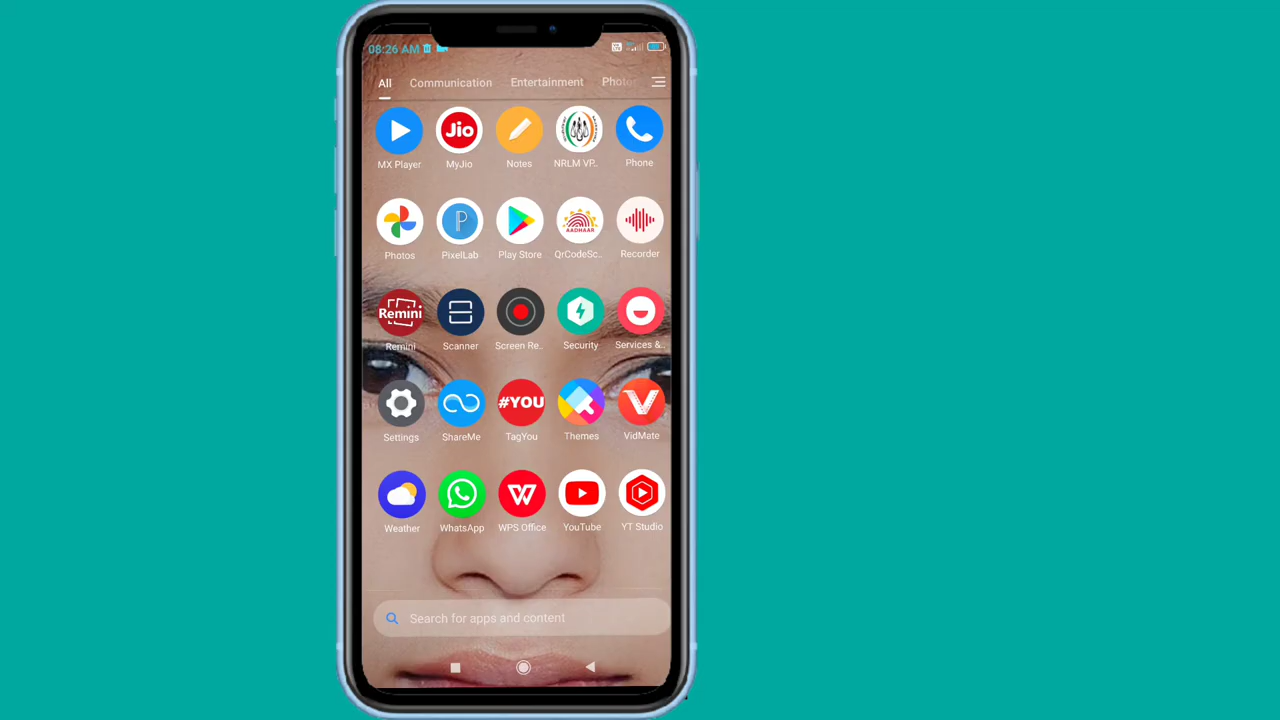 08:26 AM
All Communication Entertainment Photo
Jio
MX Player MyJio Notes NRLM VP.. Phone
P
AADHAAR
Photos PixelLab Play Store QrCodeSc.. Recorder
Remini
Remini Scanner Screen Re.. Security Services &..
#YOU
Settings ShareMe TagYou Themes VidMate
Weather WhatsApp WPS Office YouTube YT Studio
Search for apps and content